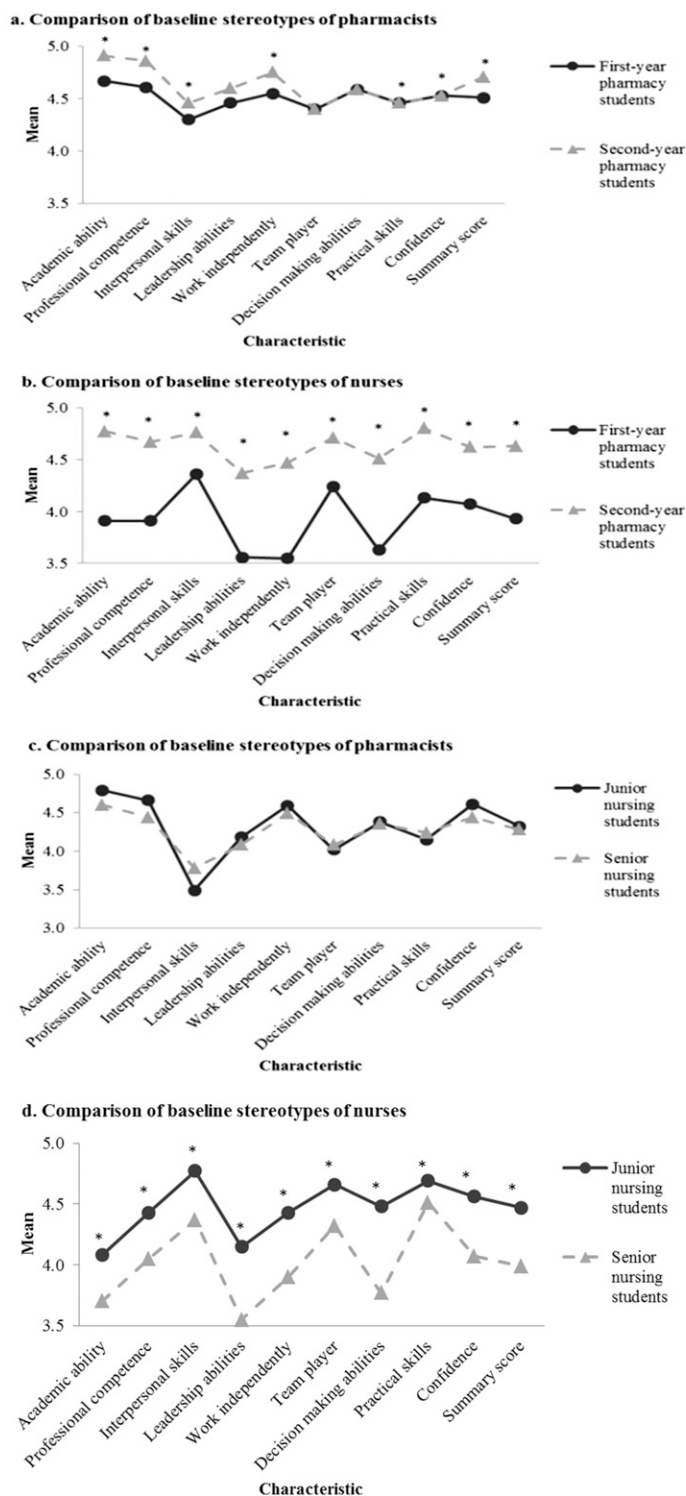 a. Comparison of baseline stereotypes of pharmacists
5.0
4.5
4.0
3.5
Mean
* * * * * * *
Academic ability
Professional competence
Interpersonal skills
Leadership abilities
Work independently
Team player
Decision making abilities
Practical skills
Confidence
Summary score
Characteristic
First-year
pharmacy
students
Second-year
pharmacy
students
b. Comparison of baseline stereotypes of nurses
5.0
4.5
4.0
3.5
Mean
* * * * * * * * * *
Academic ability
Professional competence
Interpersonal skills
Leadership abilities
Work independently
Team player
Decision making abilities
Practical skills
Confidence
Summary score
Characteristic
First-year
pharmacy
students
Second-year
pharmacy
students
c. Comparison of baseline stereotypes of pharmacists
5.0
4.5
4.0
3.5
3.0
Mean
Academic ability
Professional competence
Interpersonal skills
Leadership abilities
Work independently
Team player
Decision making abilities
Practical skills
Confidence
Summary score
Characteristic
Junior
nursing
students
Senior
nursing
students
d. Comparison of baseline stereotypes of nurses
5.0
4.5
4.0
3.5
Mean
* * * * * * * * * *
Academic ability
Professional competence
Interpersonal skills
Leadership abilities
Work independently
Team player
Decision making abilities
Practical skills
Confidence
Summary score
Characteristic
Junior
nursing
students
Senior
nursing
students